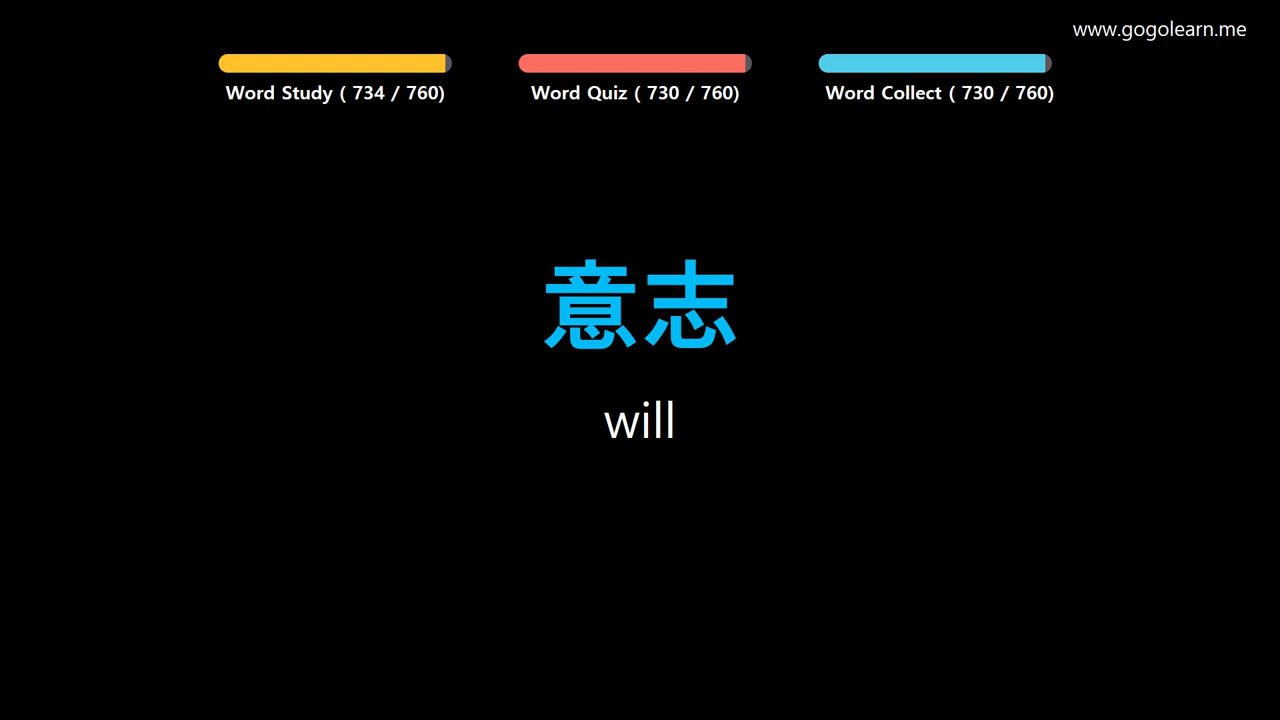 www.gogolearn.me
Word Study ( 734 / 760)
Word Quiz ( 730 / 760)
Word Collect ( 730 / 760)
意志
will